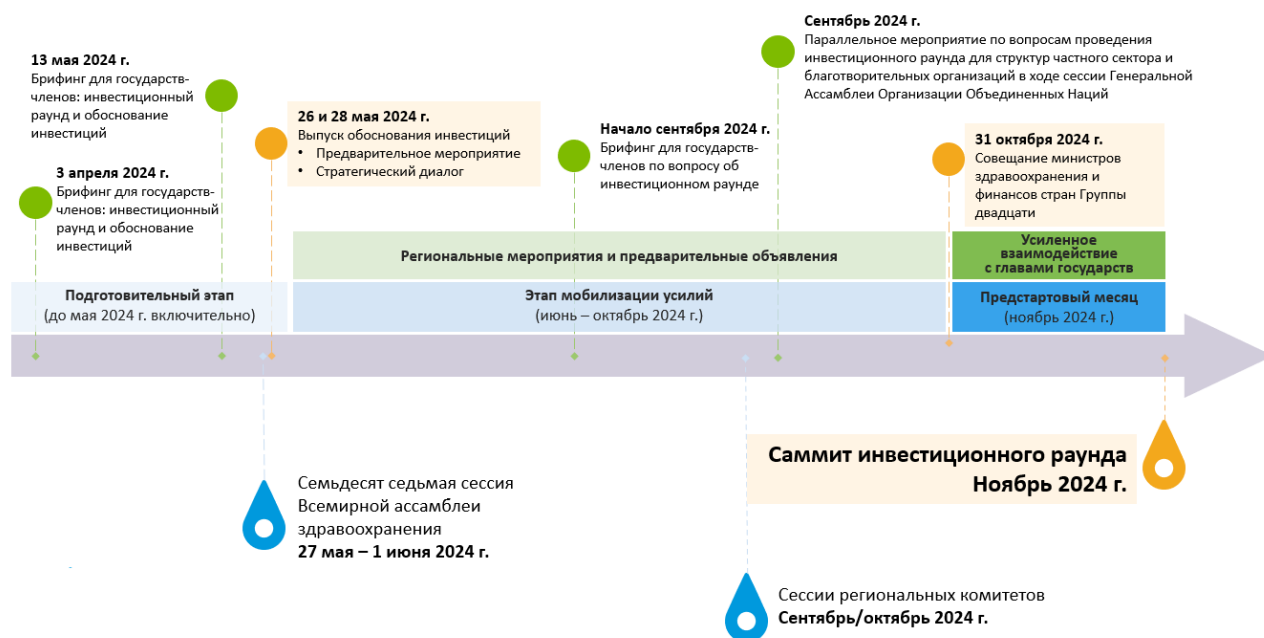 Сентябрь 2024 г.
Параллельное мероприятие по вопросам проведения
инвестиционного раунда для структур частного сектора и
благотворительных организаций в ходе сессии Генеральной
Ассамблеи Организации Объединенных Наций
13 мая 2024 г.
Брифинг для государств-
членов: инвестиционный
раунд и обоснование
инвестиций
26 и 28 мая 2024 г.
Выпуск обоснования инвестиций
• Предварительное мероприятие
• Стратегический диалог
Начало сентября 2024 г.
Брифинг для государств-
членов по вопросу об
инвестиционном раунде
31 октября 2024 г.
Совещание министров
здравоохранения и
финансов стран Группы
двадцати
3 апреля 2024 г.
Брифинг для государств-
членов: инвестиционный
раунд и обоснование
инвестиций
Региональные мероприятия и предварительные объявления
Усиленное
взаимодействие
с главами государств
Подготовительный этап
(до мая 2024 г. включительно)
Этап мобилизации усилий
(июнь – октябрь 2024 г.)
Предстартовый месяц
(ноябрь 2024 г.)
Саммит инвестиционного раунда
Ноябрь 2024 г.
Семьдесят седьмая сессия
Всемирной ассамблеи
здравоохранения
27 мая – 1 июня 2024 г.
Сессии региональных комитетов
Сентябрь/октябрь 2024 г.